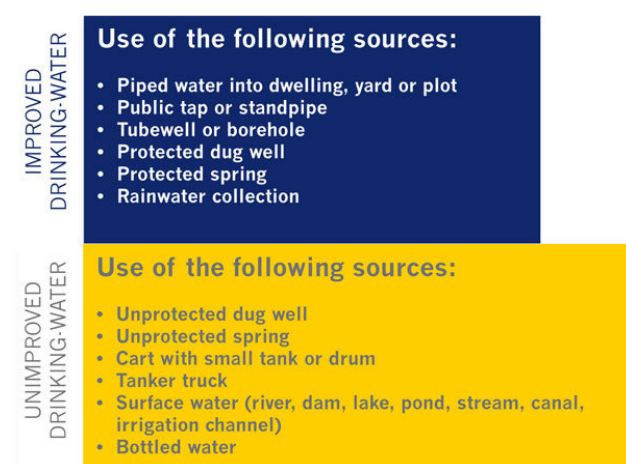 IMPROVED
DRINKING-WATER
Use of the following sources:
• Piped water into dwelling, yard or plot
• Public tap or standpipe
• Tubewell or borehole
• Protected dug well
• Protected spring
• Rainwater collection
UNIMPROVED
DRINKING-WATER
Use of the following sources:
• Unprotected dug well
• Unprotected spring
• Cart with small tank or drum
• Tanker truck
• Surface water (river, dam, lake, pond, stream, canal,
irrigation channel)
• Bottled water